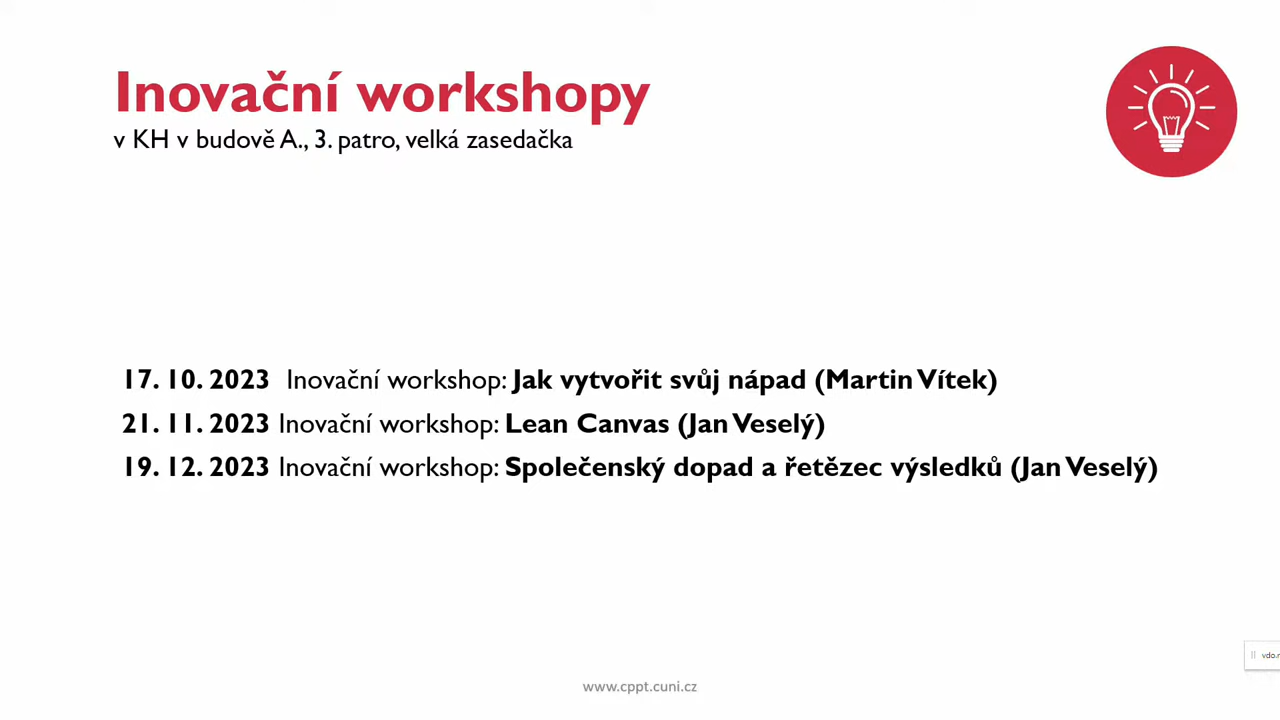 Inovační workshopy
v KH v budově A., 3. patro, velká zasedačka
17. 10. 2023 Inovační workshop: Jak vytvořit svůj nápad (Martin Vítek)
21. 11. 2023 Inovační workshop: Lean Canvas (Jan Veselý)
19. 12. 2023 Inovační workshop: Společenský dopad a řetězec výsledků (Jan Veselý)
www.cppt.cuni.cz